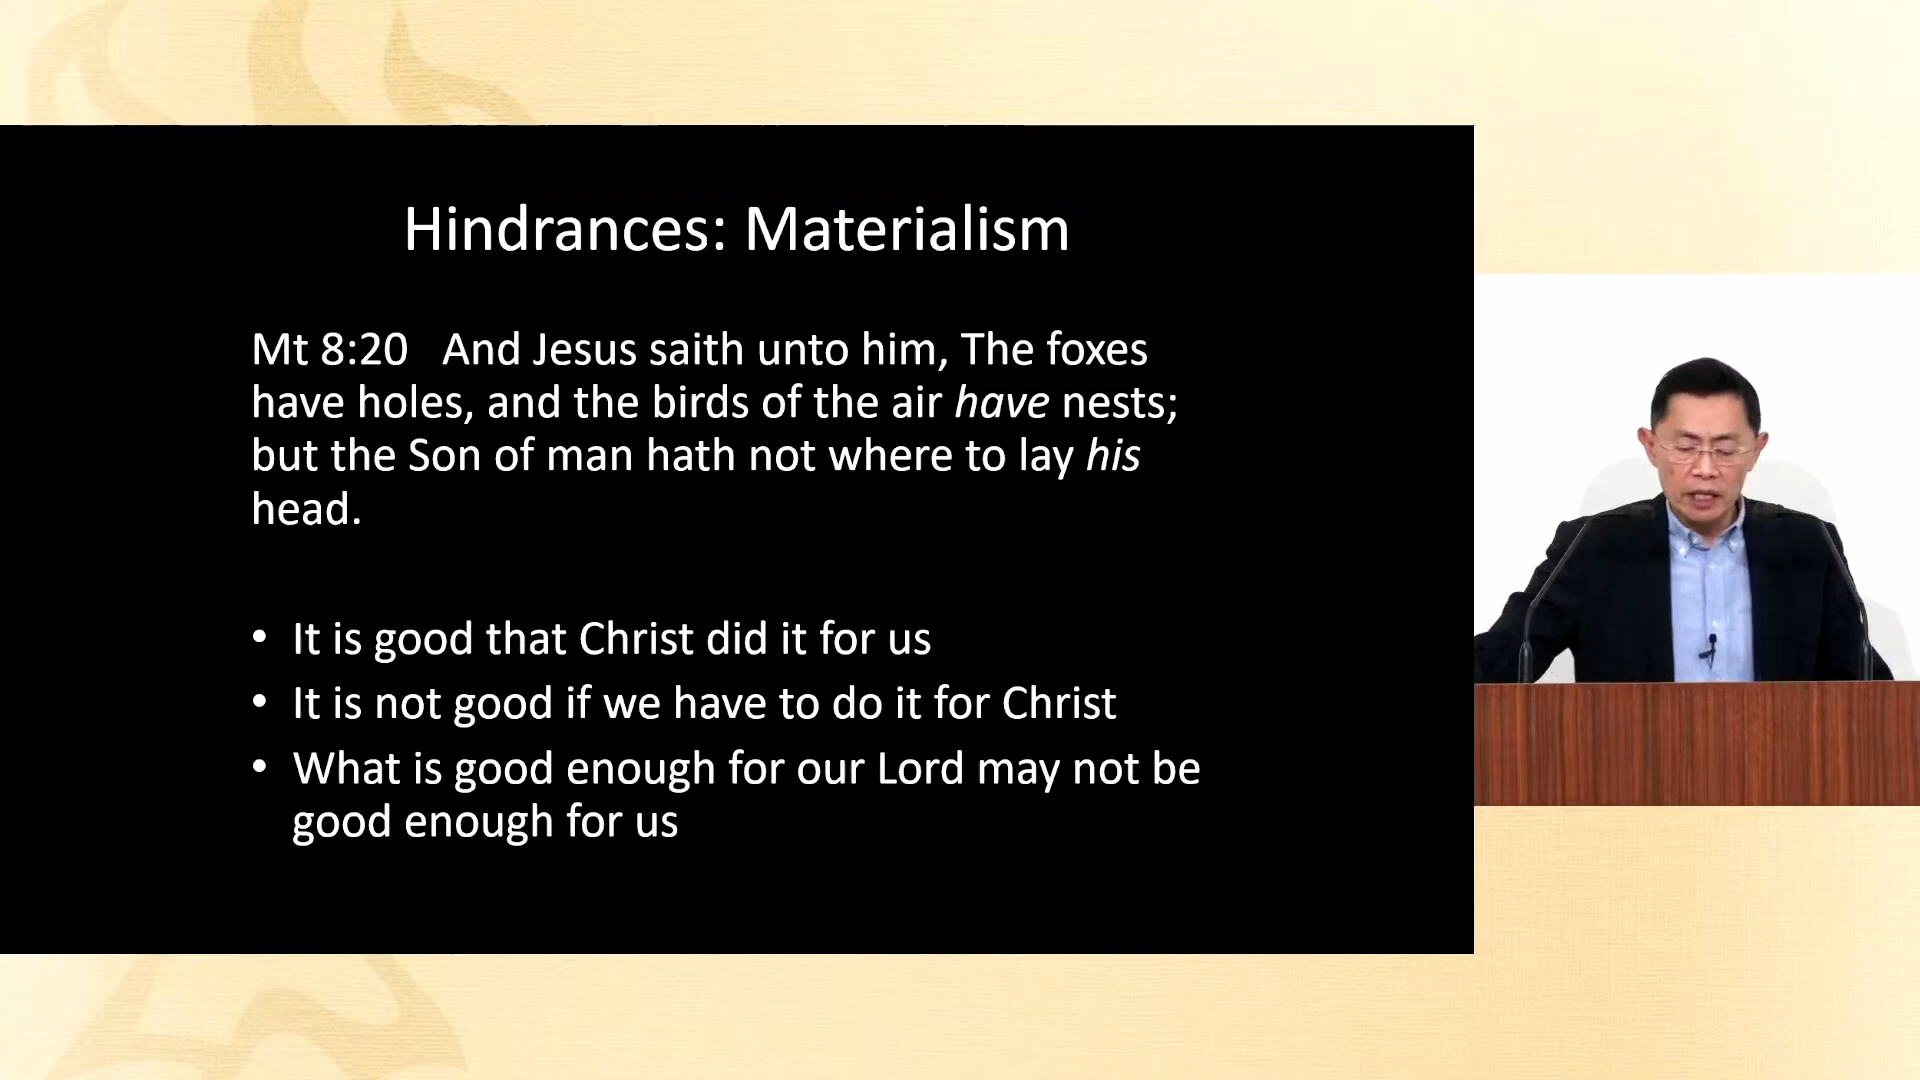 Hindrances: Materialism
Mt 8:20   And Jesus saith unto him, The foxes
have holes, and the birds of the air have nests;
but the Son of man hath not where to lay his
head.
• It is good that Christ did it for us
• It is not good if we have to do it for Christ
• What is good enough for our Lord may not be
good enough for us